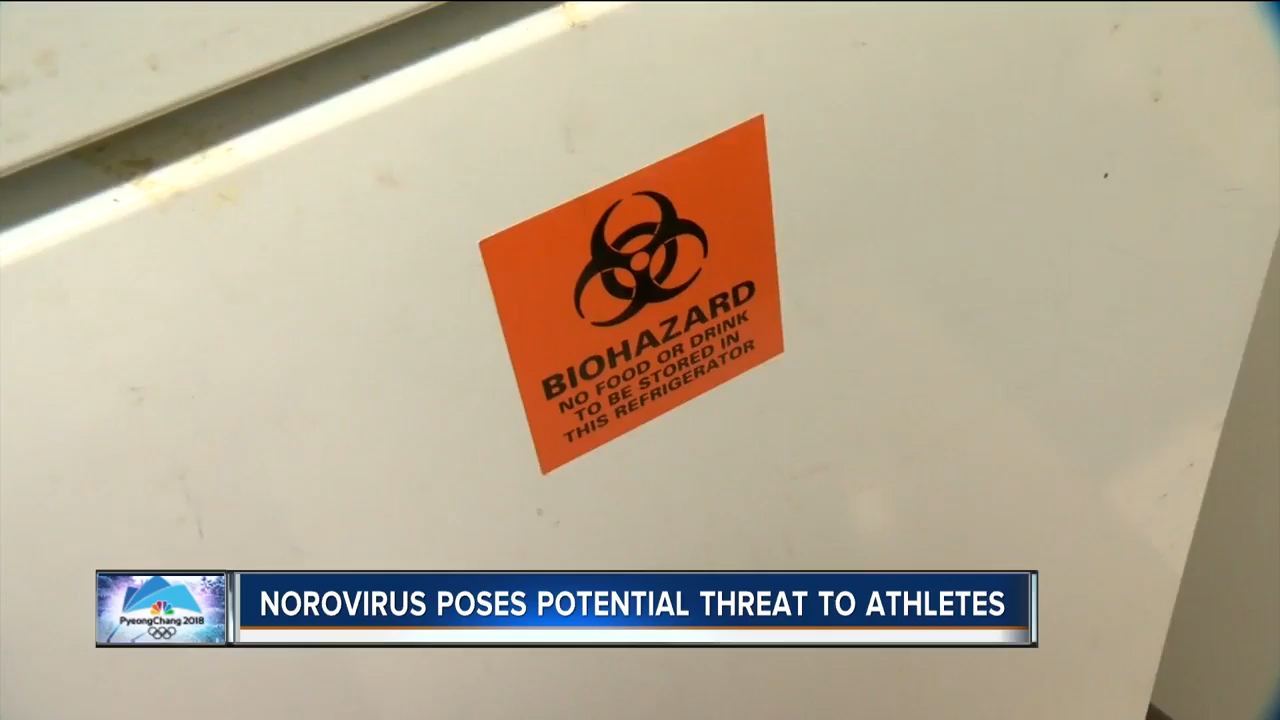 BIOHAZARD
NO FOOD OR DRINK
TO BE STORED IN
THIS REFRIGERATOR
PyeongChang 2018
NOROVIRUS POSES POTENTIAL THREAT TO ATHLETES